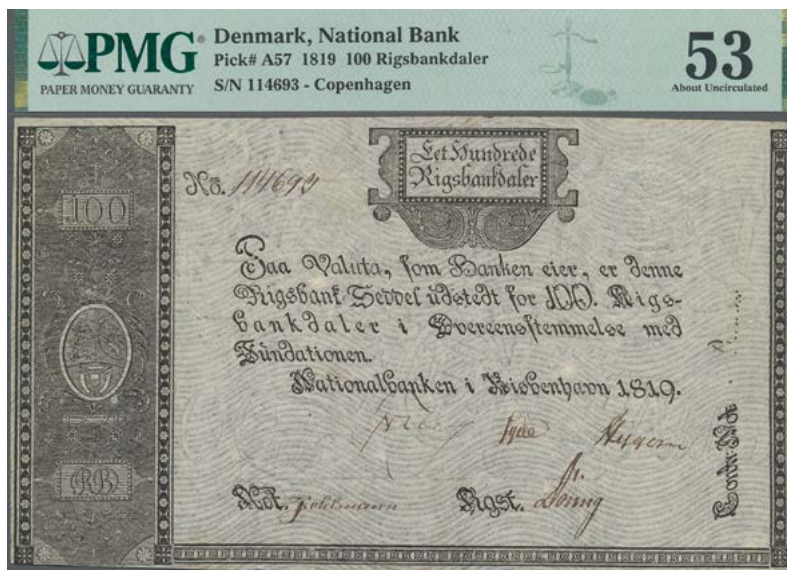 PMG
PAPER MONEY GUARANTY
Denmark, National Bank
Pick# A57 1819 100 Rigsbankdaler
S/N 114693 - Copenhagen
53
About Uncirculated
Eet Hundrede
Rigsbankdaler
No. 114693
100
Paa Valuta, som Banken eier, er denne
Rigsbank Seddel udstedt for 100. Rigs-
bankdaler i Overeensstemmelse med
Fundationen.
Nationalbanken i Kiøbenhavn 1819.
RB
Not.
Rgst.